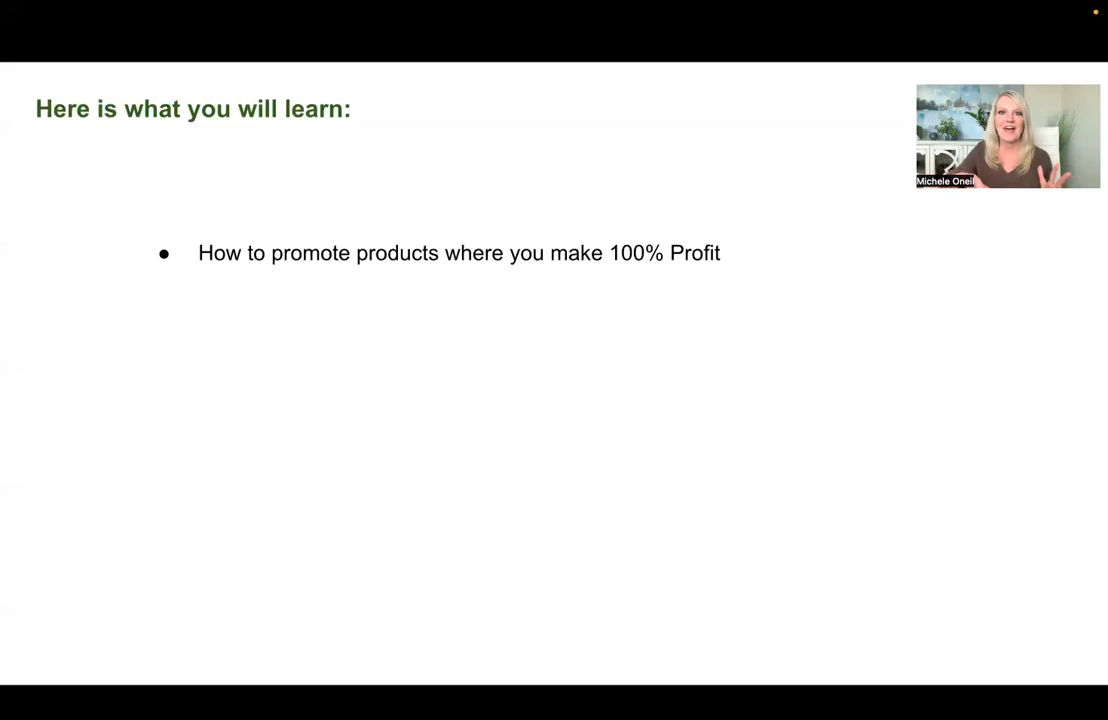 Here is what you will learn:
Michele Oneil
● How to promote products where you make 100% Profit